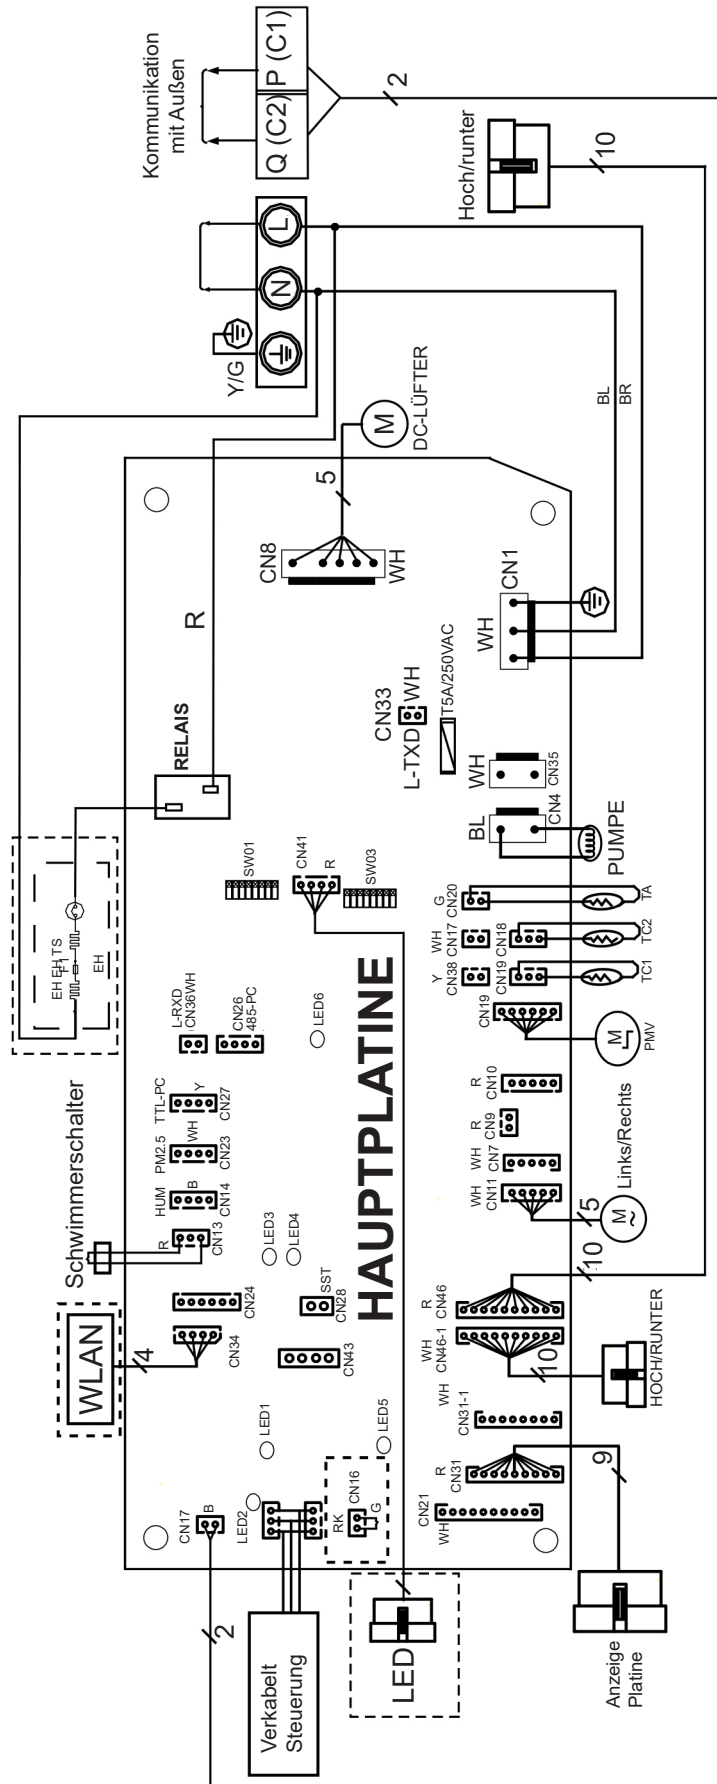 Kommunikation
mit Außen
Q (C2)
P (C1)
2
Hoch/runter
10
Y/G
N
L
M
DC-LÜFTER
BL
BR
5
CN8
WH
R
RELAIS
CN33
L-TXD
WH
T5A/250VAC
WH
CN1
WH
CN35
BL
CN4
PUMPE
SW01
CN41
R
SW03
EH EH TS
F1
EH
G
CN20
WH
CN17
CN18
Y
CN38
CN19
TA
TC2
TC1
L-RXD
CN36WH
CN26
485-PC
LED6
CN19
M
PMV
HAUPTPLATINE
TTL-PC
Y
CN27
PM2.5
WH
CN23
HUM
B
CN14
R
CN13
Schwimmerschalter
R
CN10
R
CN9
WH
CN7
WH
CN11
5
M
Links/Rechts
LED3
LED4
CN24
SST
CN28
WLAN
4
CN34
CN43
R
CN46
10
WH
CN46-1
10
HOCH/RUNTER
WH
CN31-1
LED1
LED5
R
CN31
9
CN21
WH
CN17
B
LED2
RK
CN16
G
2
Verkabelt
Steuerung
LED
Anzeige
Platine